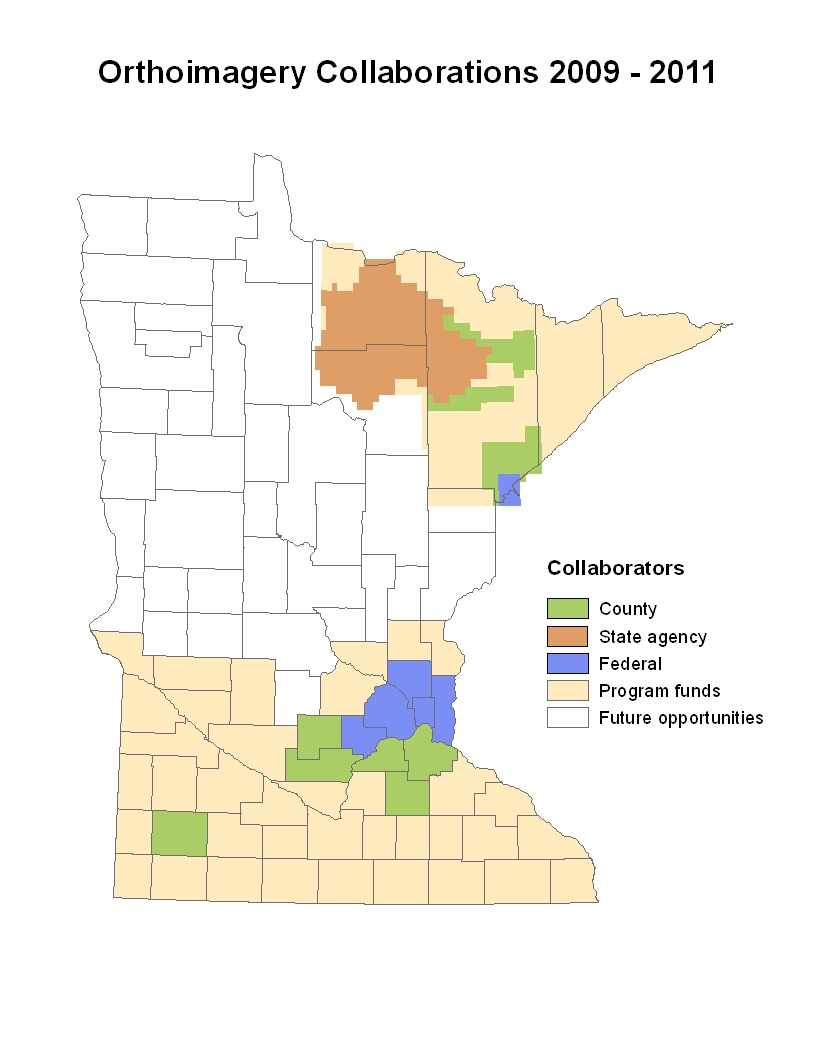 Orthoimagery Collaborations 2009 - 2011
Collaborators
County
State agency
Federal
Program funds
Future opportunities